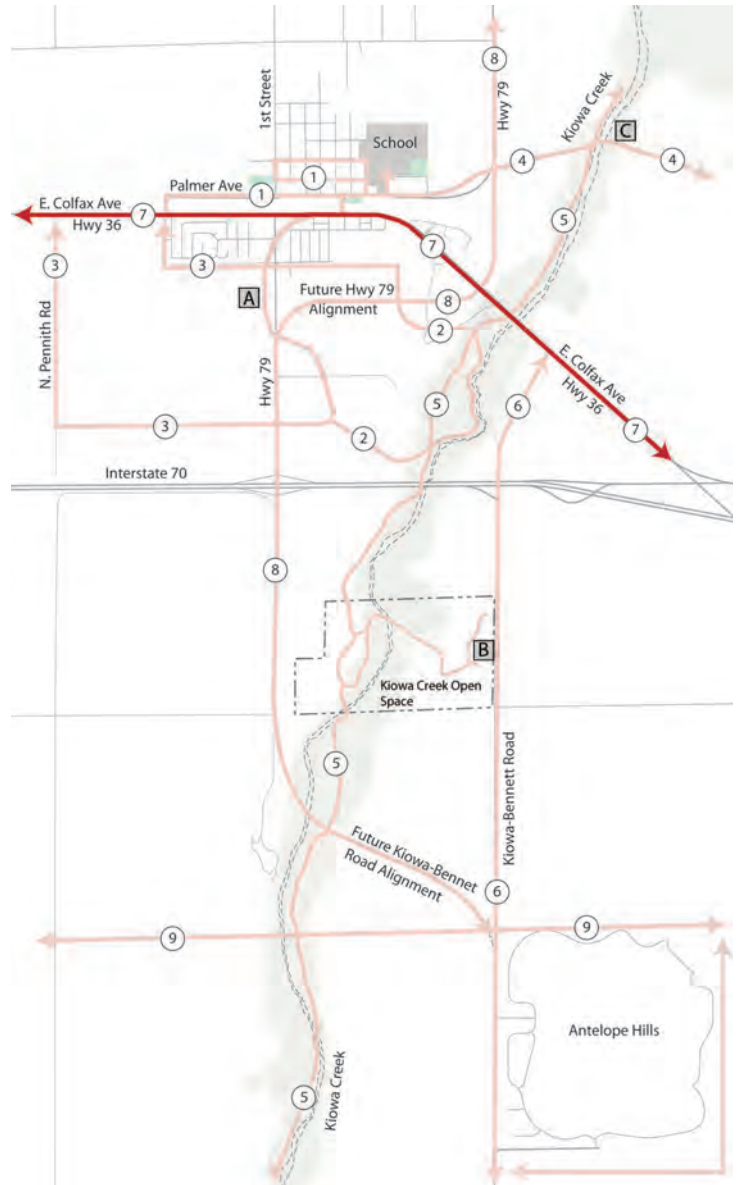 8
Kiowa Creek
1st Street
Hwy 79
C
School
4
4
1
Palmer Ave
1
5
E. Colfax Ave
7
Hwy 36
7
3
3
A
Future Hwy 79
Alignment
8
2
N. Pennith Rd
Hwy 79
E. Colfax Ave
Hwy 36
5
6
3
2
7
Interstate 70
8
B
Kiowa Creek Open
Space
5
Kiowa-Bennett Road
Future Kiowa-Bennet
Road Alignment
6
9
9
Antelope Hills
5
Kiowa Creek